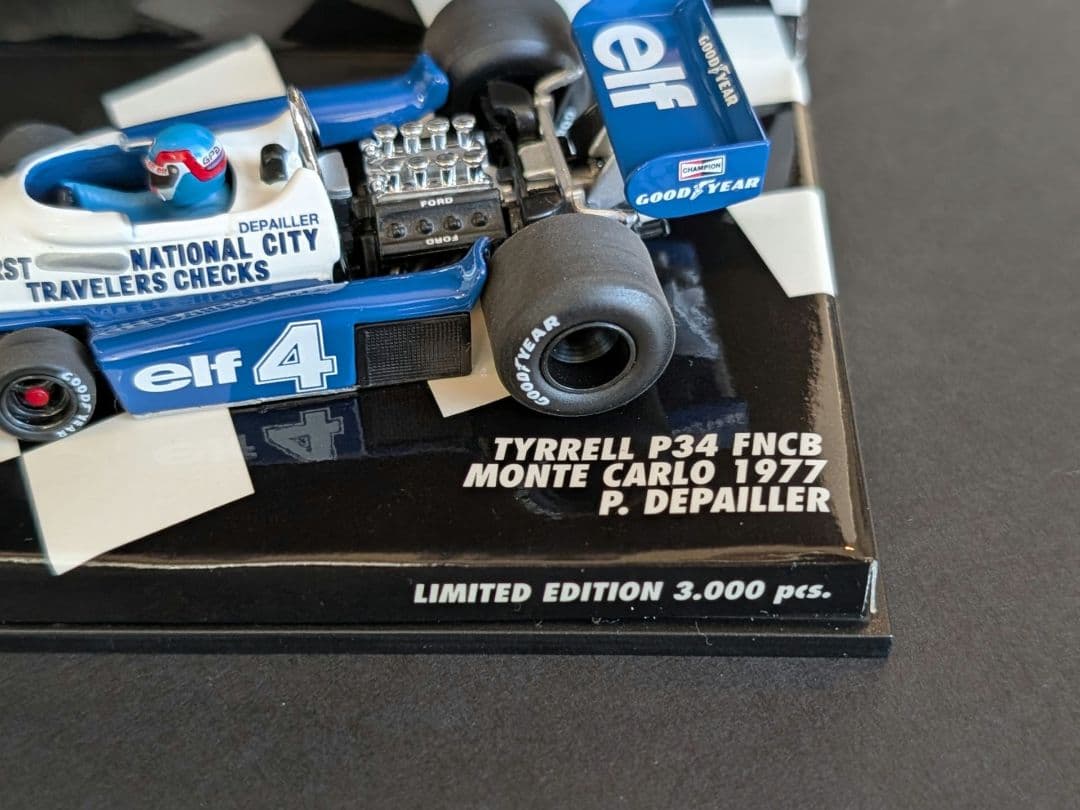 elf
GOODYEAR
CHAMPION
GOODYEAR
GPA
FORD
FORD
DEPAILLER
RST NATIONAL CITY
TRAVELERS CHECKS
elf 4
GOODYEAR
GOODYEAR
TYRRELL P34 FNCB
MONTE CARLO 1977
P. DEPAILLER
LIMITED EDITION 3.000 pcs.